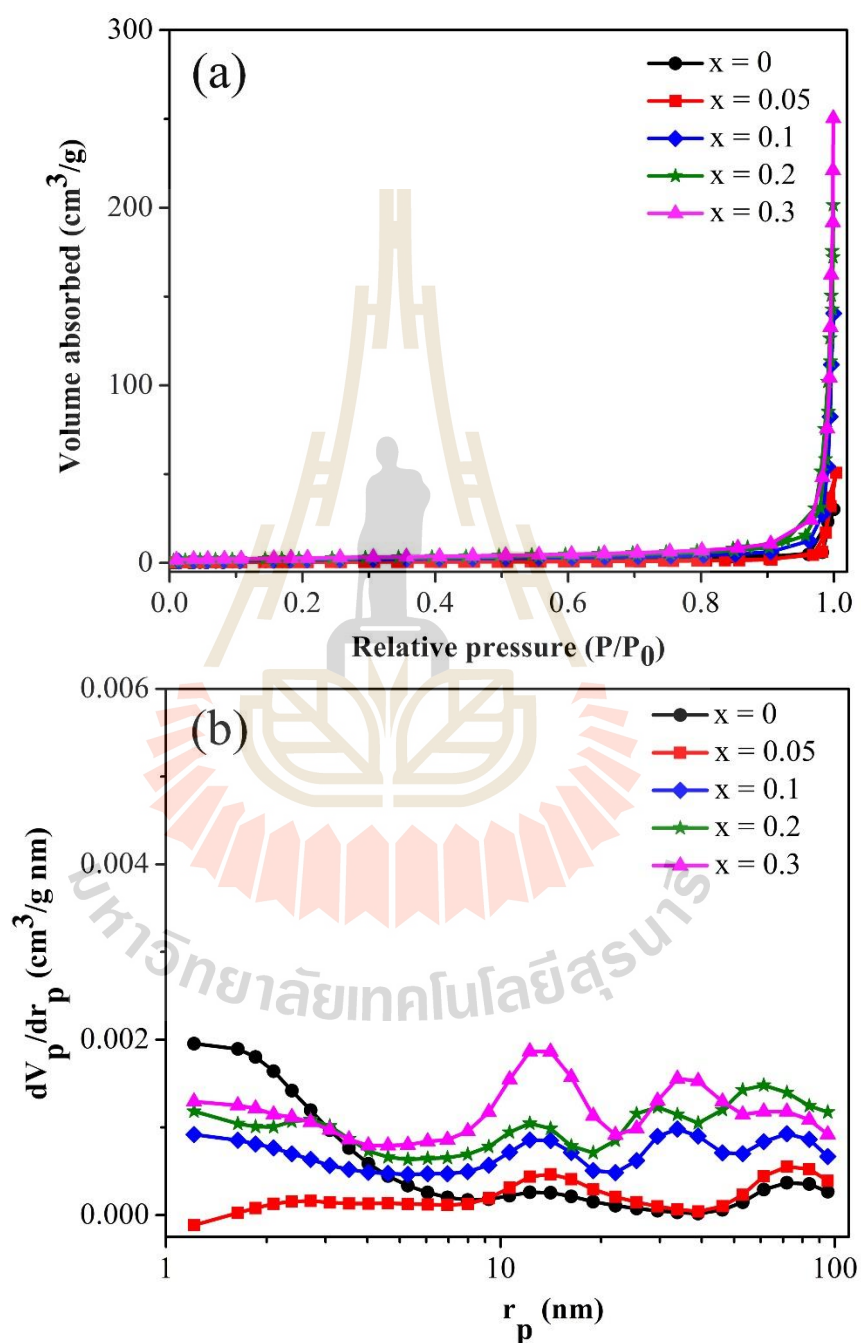 (a)
x = 0
x = 0.05
x = 0.1
x = 0.2
x = 0.3
300
200
100
0
Volume absorbed (cm³/g)
0.0 0.2 0.4 0.6 0.8 1.0
Relative pressure (P/P₀)
(b)
x = 0
x = 0.05
x = 0.1
x = 0.2
x = 0.3
0.006
0.004
0.002
0.000
dVₚ/drₚ (cm³/g nm)
1 10 100
rₚ (nm)
มหาวิทยาลัยเทคโนโลยีสุรนารี